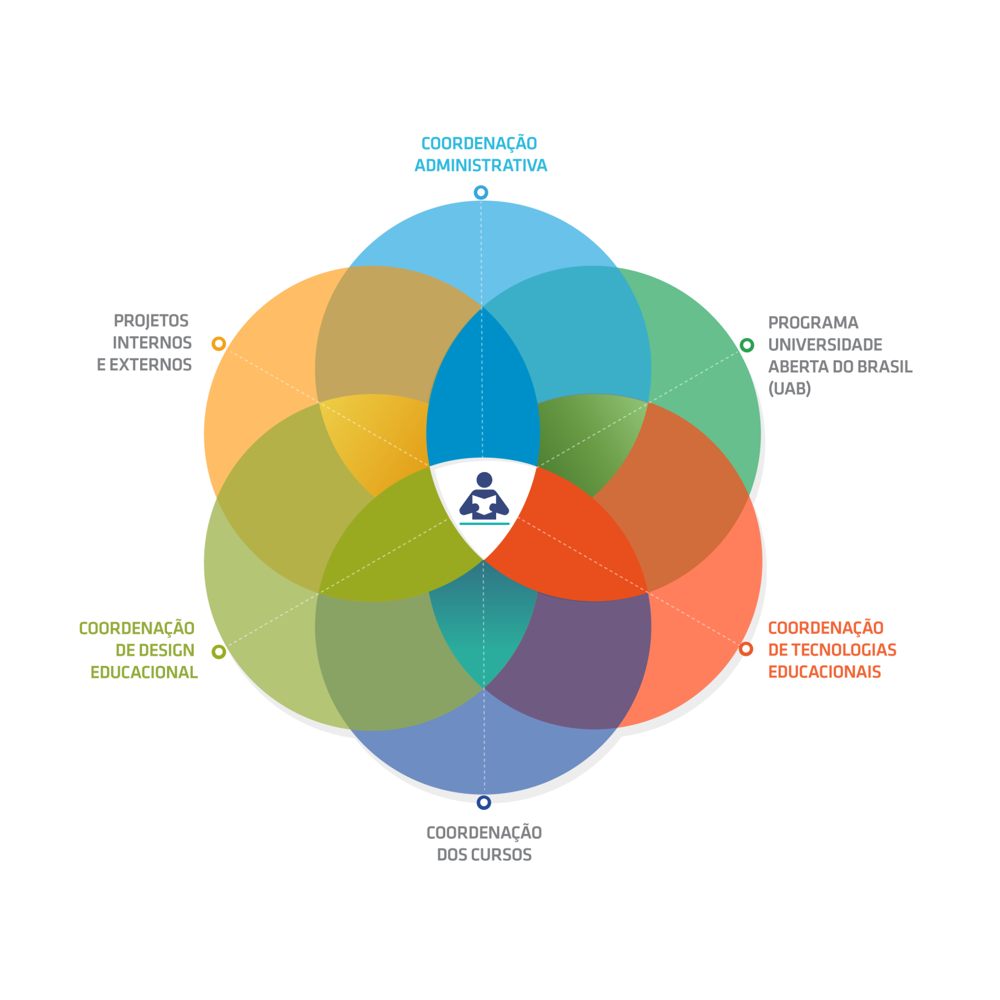 COORDENAÇÃO
ADMINISTRATIVA
PROJETOS
INTERNOS
E EXTERNOS
PROGRAMA
UNIVERSIDADE
ABERTA DO BRASIL
(UAB)
COORDENAÇÃO
DE DESIGN
EDUCACIONAL
COORDENAÇÃO
DE TECNOLOGIAS
EDUCACIONAIS
COORDENAÇÃO
DOS CURSOS